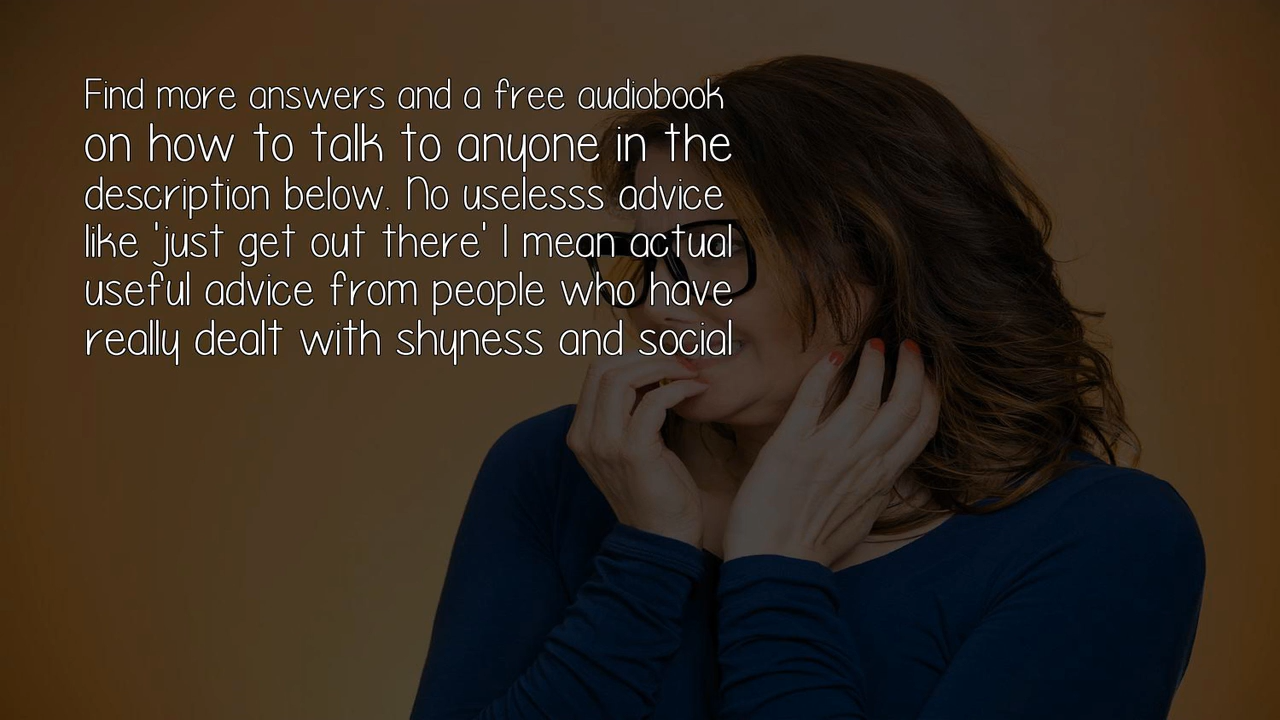 Find more answers and a free audiobook
on how to talk to anyone in the
description below. No uselesss advice
like 'just get out there' I mean actual
useful advice from people who have
really dealt with shyness and social